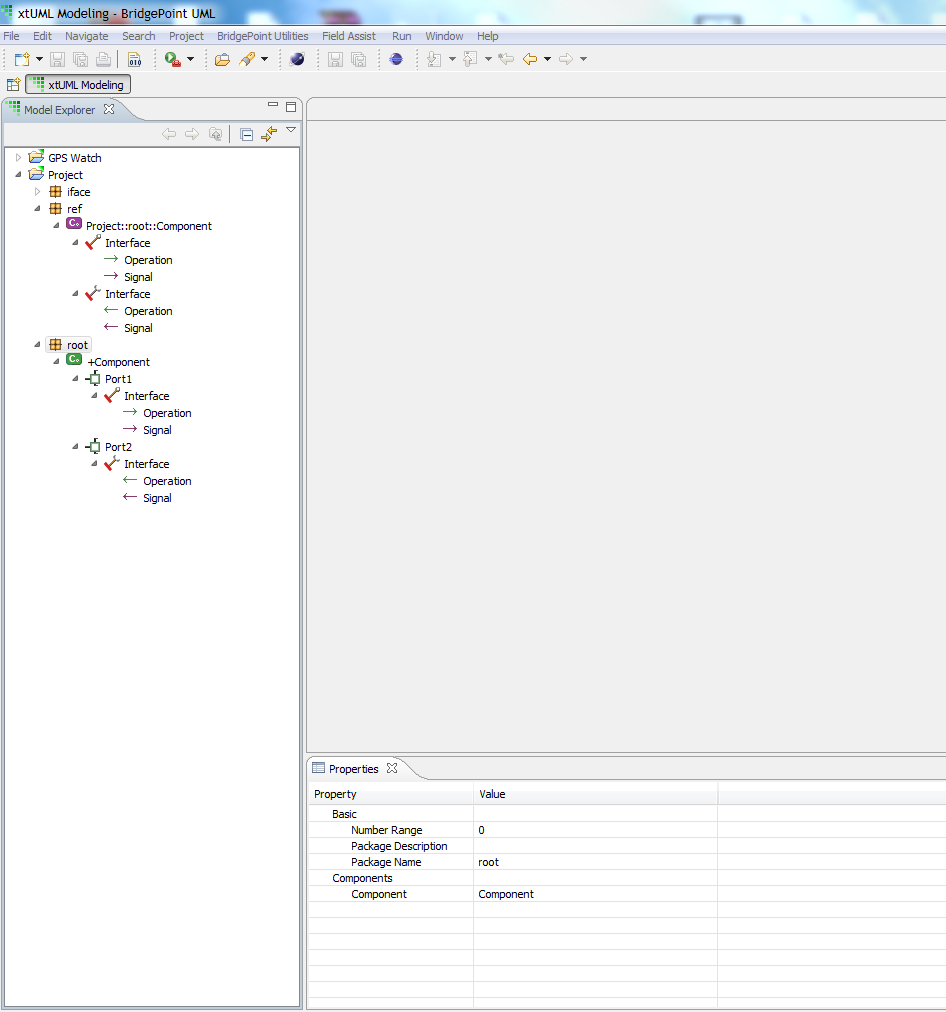 xtUML Modeling - BridgePoint UML
File Edit Navigate Search Project BridgePoint Utilities Field Assist Run Window Help
010
xtUML Modeling
Model Explorer
GPS Watch
Project
iface
ref
Project::root::Component
Interface
Operation
Signal
Interface
Operation
Signal
root
+Component
Port1
Interface
Operation
Signal
Port2
Interface
Operation
Signal
Properties
Property Value
Basic
Number Range 0
Package Description
Package Name root
Components
Component Component